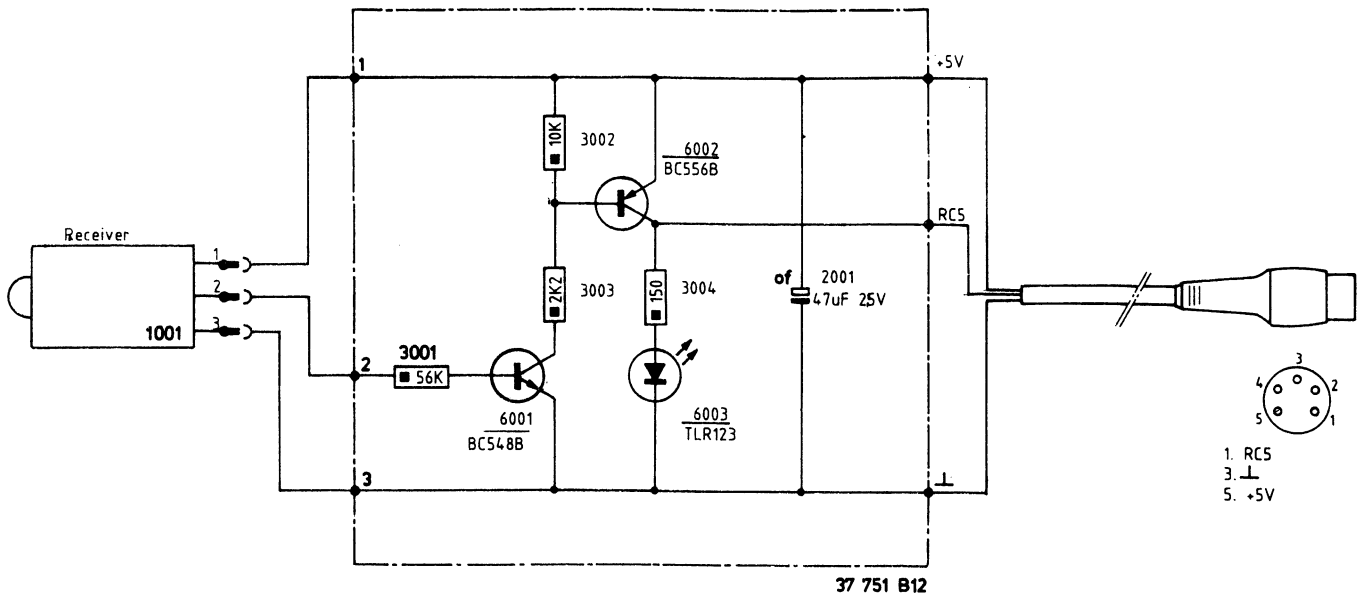 1
+5V
10K
3002
6002
BC556B
RC5
Receiver
1
2
3
1001
2K2
3003
150
3004
of
2001
47uF 25V
2
3001
56K
6001
BC548B
6003
TLR123
3
⊥
3
4
2
5
1
1. RC5
3. ⊥
5. +5V
37 751 B12